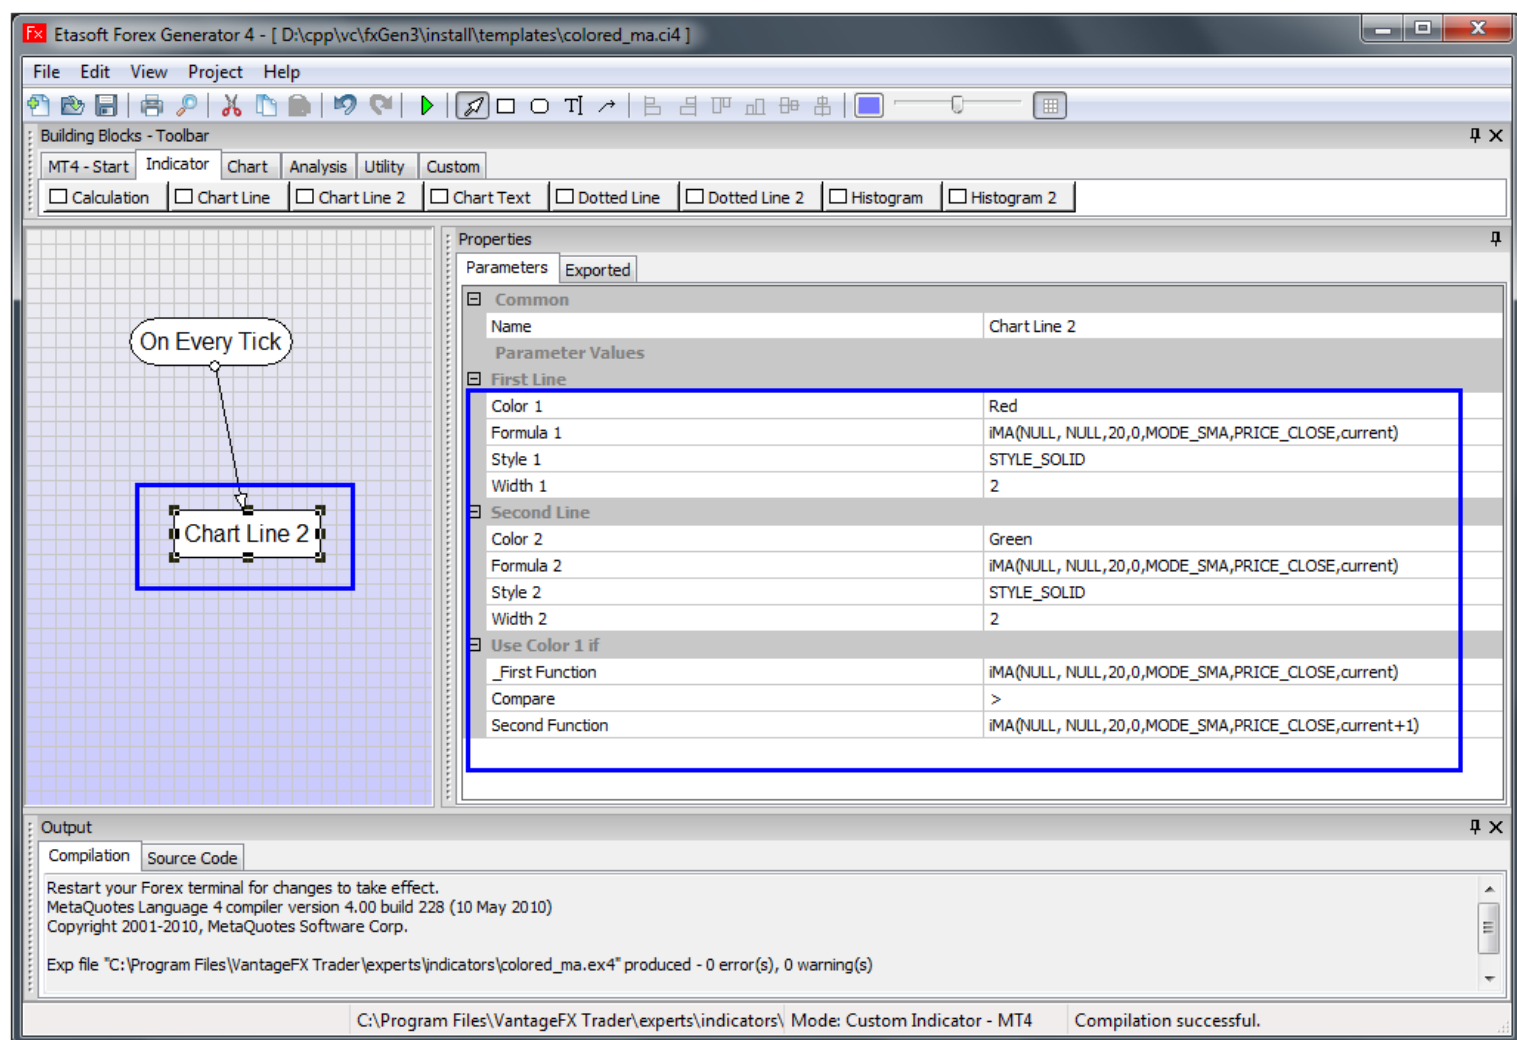 Fx Etasoft Forex Generator 4 - [ D:\cpp\vc\fxGen3\install\templates\colored_ma.ci4 ]
File Edit View Project Help
Building Blocks - Toolbar
MT4 - Start Indicator Chart Analysis Utility Custom
Calculation Chart Line Chart Line 2 Chart Text Dotted Line Dotted Line 2 Histogram Histogram 2
On Every Tick
Chart Line 2
Properties
Parameters Exported
Common
Name Chart Line 2
Parameter Values
First Line
Color 1 Red
Formula 1 iMA(NULL, NULL,20,0,MODE_SMA,PRICE_CLOSE,current)
Style 1 STYLE_SOLID
Width 1 2
Second Line
Color 2 Green
Formula 2 iMA(NULL, NULL,20,0,MODE_SMA,PRICE_CLOSE,current)
Style 2 STYLE_SOLID
Width 2 2
Use Color 1 if
_First Function iMA(NULL, NULL,20,0,MODE_SMA,PRICE_CLOSE,current)
Compare >
Second Function iMA(NULL, NULL,20,0,MODE_SMA,PRICE_CLOSE,current+1)
Output
Compilation Source Code
Restart your Forex terminal for changes to take effect.
MetaQuotes Language 4 compiler version 4.00 build 228 (10 May 2010)
Copyright 2001-2010, MetaQuotes Software Corp.
Exp file "C:\Program Files\VantageFX Trader\experts\indicators\colored_ma.ex4" produced - 0 error(s), 0 warning(s)
C:\Program Files\VantageFX Trader\experts\indicators\ Mode: Custom Indicator - MT4 Compilation successful.